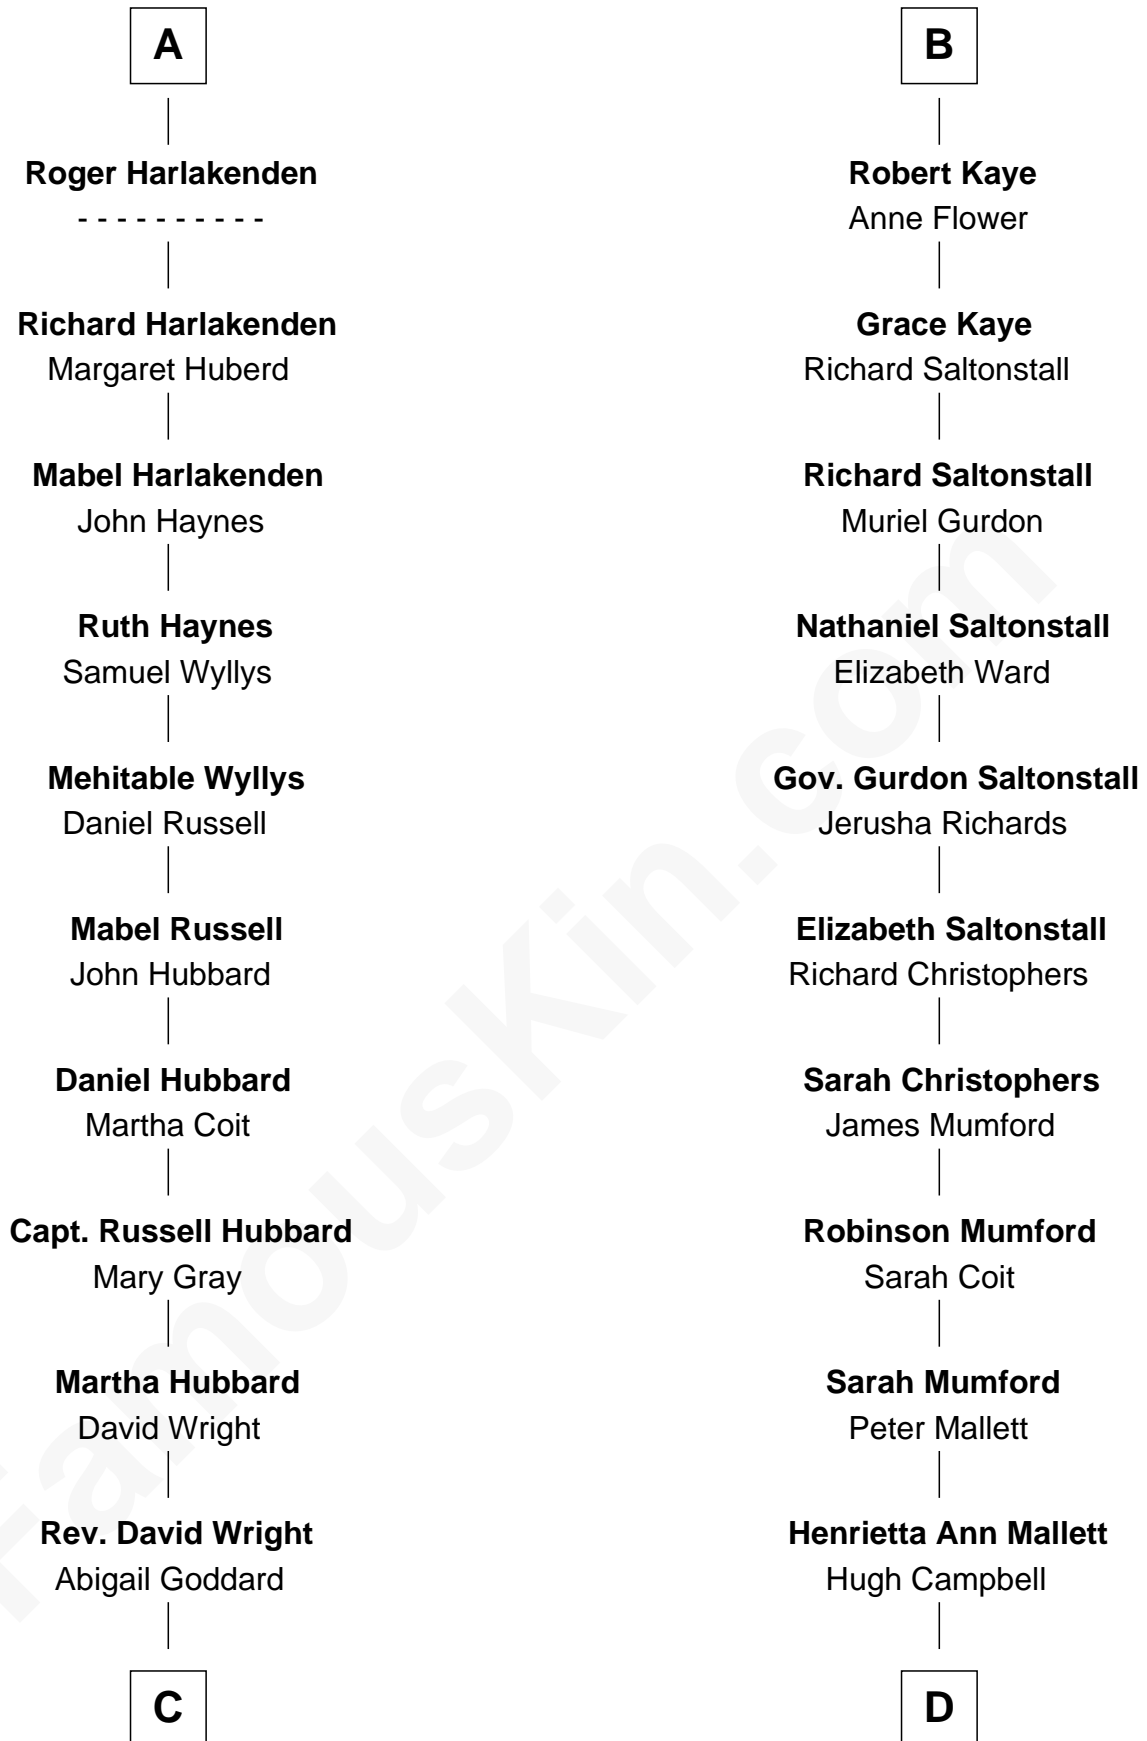 A
Roger Harlakenden
- - - - - - - - - -
Richard Harlakenden
Margaret Huberd
Mabel Harlakenden
John Haynes
Ruth Haynes
Samuel Wyllys
Mehitable Wyllys
Daniel Russell
Mabel Russell
John Hubbard
Daniel Hubbard
Martha Coit
Capt. Russell Hubbard
Mary Gray
Martha Hubbard
David Wright
Rev. David Wright
Abigail Goddard
C
B
Robert Kaye
Anne Flower
Grace Kaye
Richard Saltonstall
Richard Saltonstall
Muriel Gurdon
Nathaniel Saltonstall
Elizabeth Ward
Gov. Gurdon Saltonstall
Jerusha Richards
Elizabeth Saltonstall
Richard Christophers
Sarah Christophers
James Mumford
Robinson Mumford
Sarah Coit
Sarah Mumford
Peter Mallett
Henrietta Ann Mallett
Hugh Campbell
D
FamousKin.com